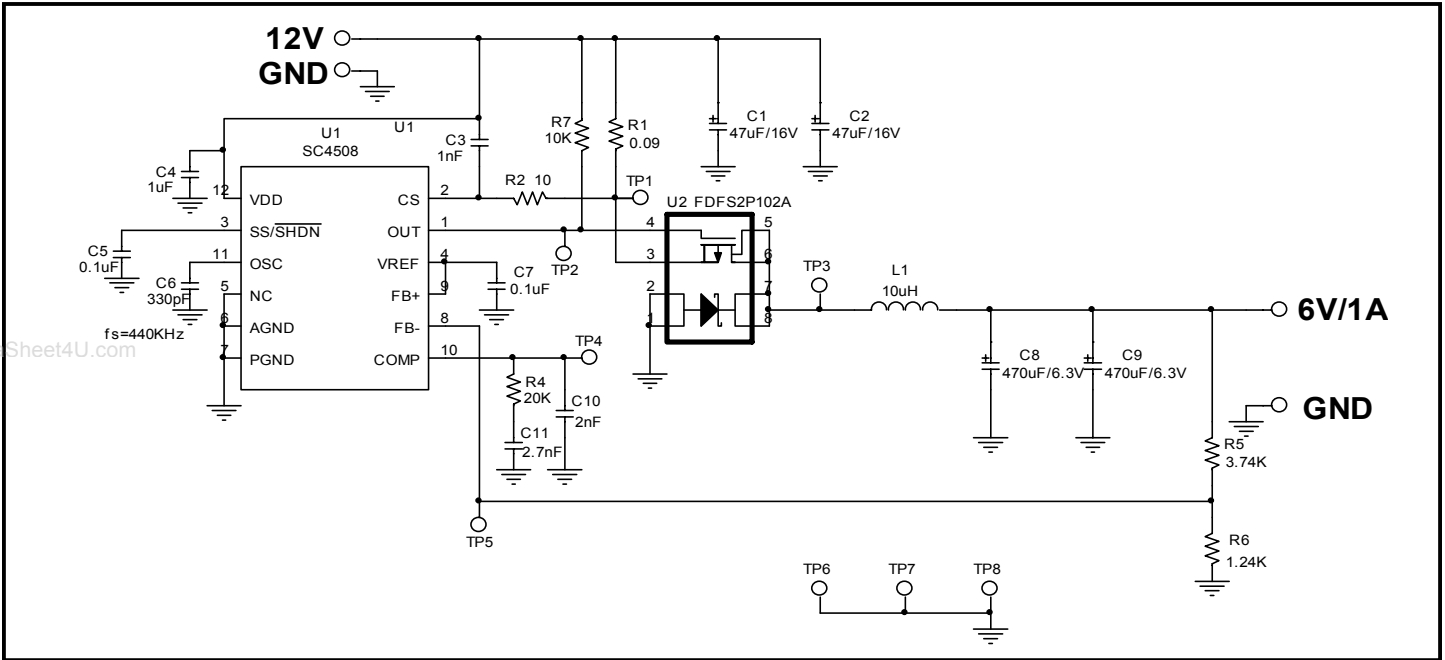 12V
GND
U1
U1
SC4508
C3
1nF
R7
10K
R1
0.09
C1
47uF/16V
C2
47uF/16V
C4
1uF
12
VDD
CS
2
R2 10
TP1
U2 FDFS2P102A
3
SS/SHDN
OUT
1
4
5
C5
0.1uF
11
OSC
VREF
4
TP2
3
6
C6
330pF
5
NC
FB+
9
C7
0.1uF
2
7
TP3
L1
10uH
6V/1A
fs=440KHz
6
AGND
FB-
8
1
8
aSheet4U.com
7
PGND
COMP
10
TP4
R4
20K
C10
2nF
C11
2.7nF
C8
470uF/6.3V
C9
470uF/6.3V
GND
R5
3.74K
TP5
R6
1.24K
TP6
TP7
TP8